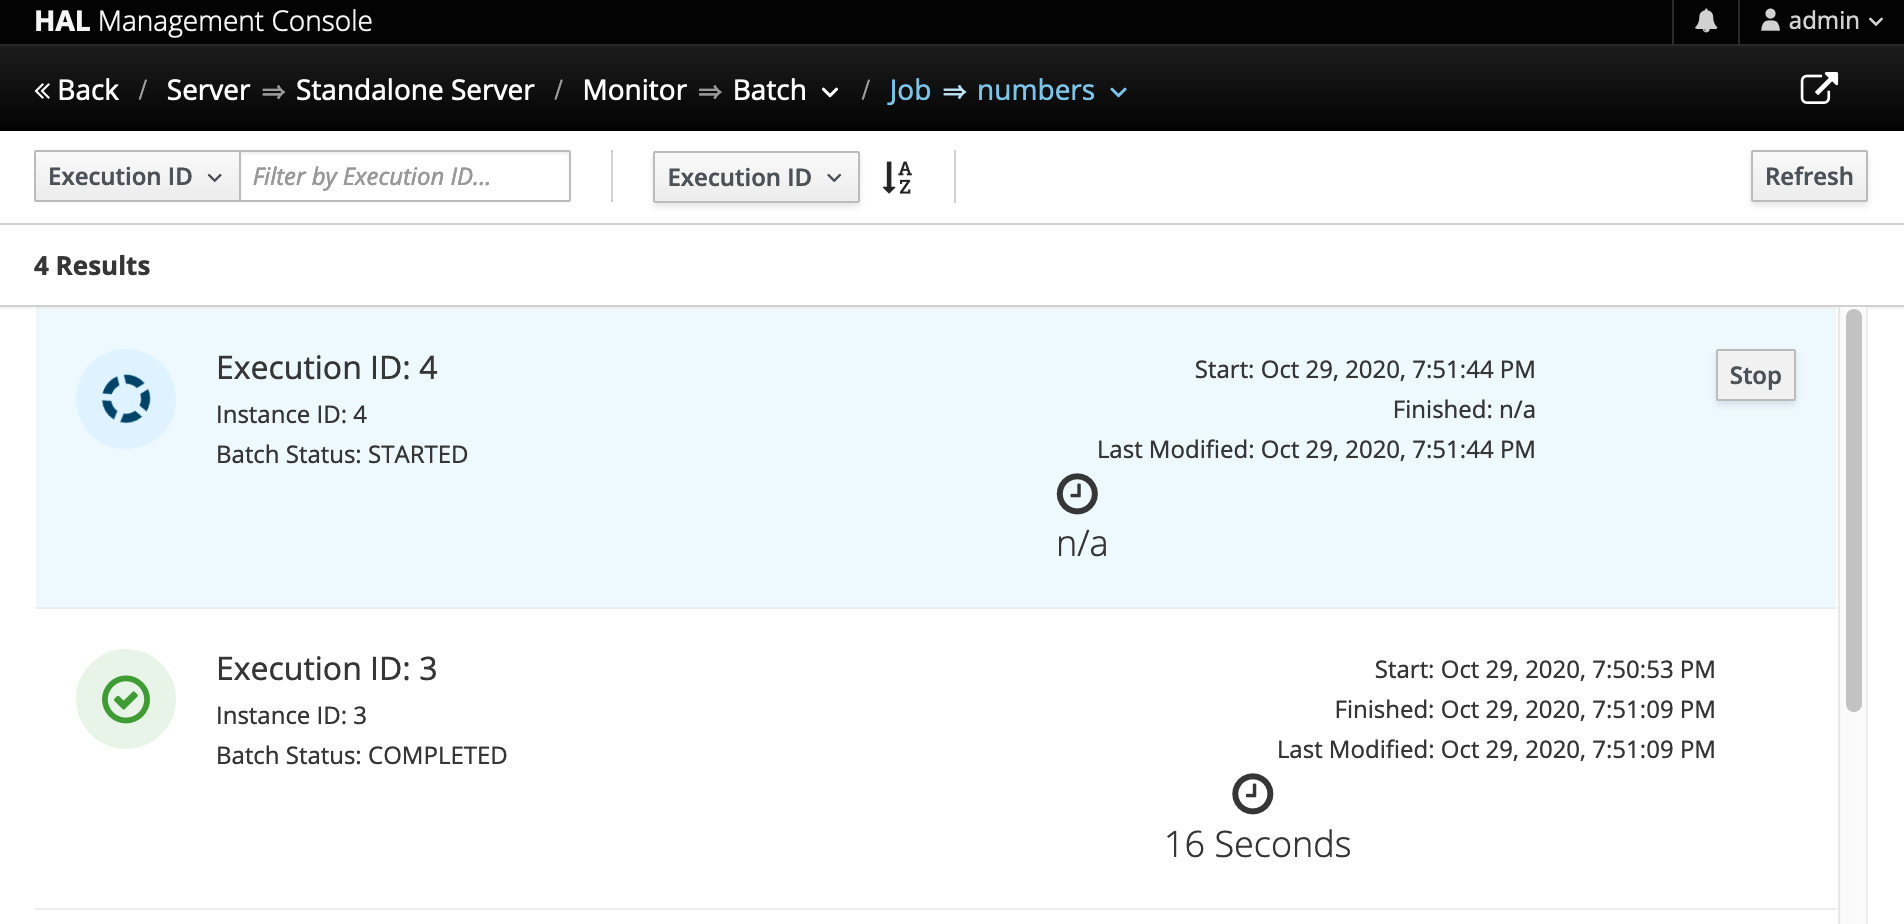 HAL Management Console
admin
« Back / Server ⇒ Standalone Server / Monitor ⇒ Batch / Job ⇒ numbers
Execution ID
Filter by Execution ID...
Execution ID
A
Z
Refresh
4 Results
Execution ID: 4
Instance ID: 4
Batch Status: STARTED
Start: Oct 29, 2020, 7:51:44 PM
Finished: n/a
Last Modified: Oct 29, 2020, 7:51:44 PM
n/a
Stop
Execution ID: 3
Instance ID: 3
Batch Status: COMPLETED
Start: Oct 29, 2020, 7:50:53 PM
Finished: Oct 29, 2020, 7:51:09 PM
Last Modified: Oct 29, 2020, 7:51:09 PM
16 Seconds